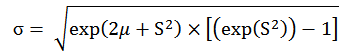 σ = √exp(2μ + S²) × [(exp(S²)) − 1]